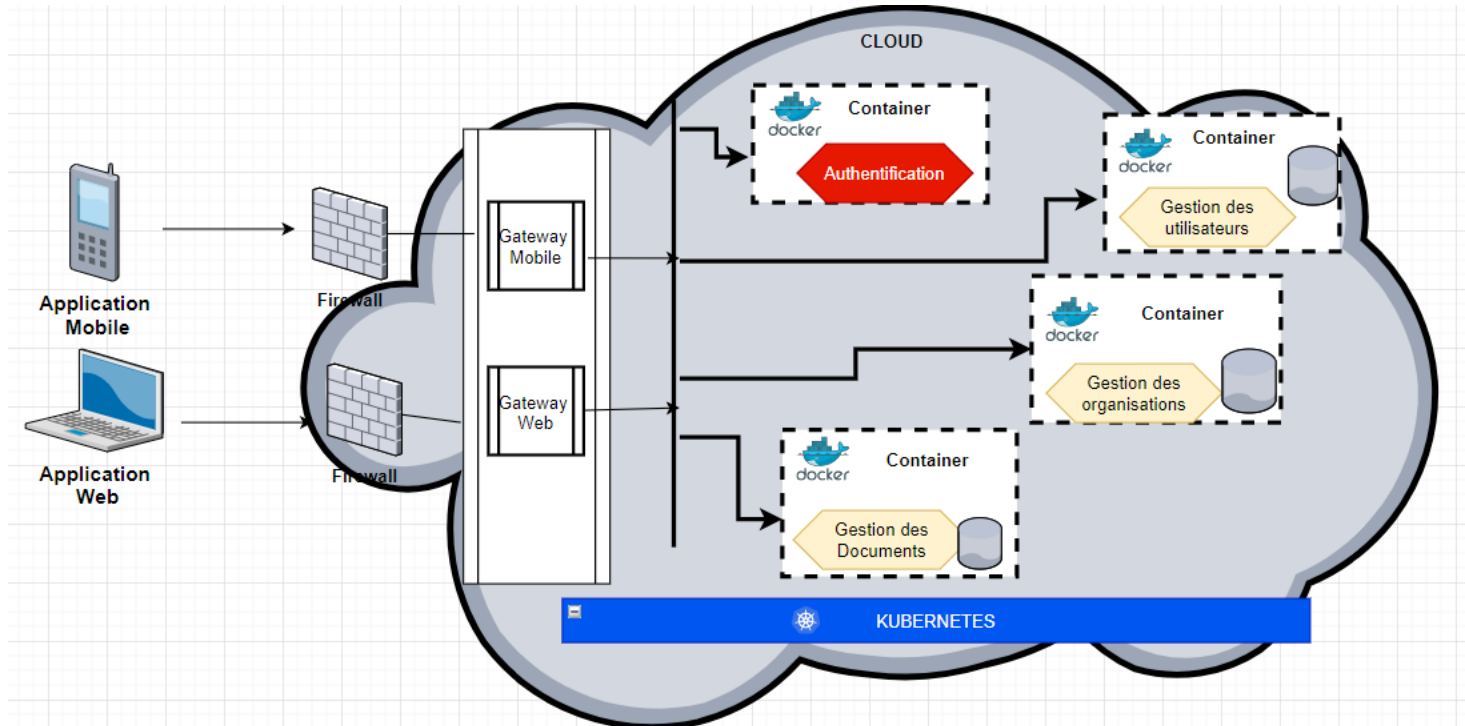 CLOUD
docker
Container
Authentification
docker
Container
Gestion des
utilisateurs
Gateway
Mobile
Firewall
Application
Mobile
docker
Container
Gestion des
organisations
Gateway
Web
Firewall
Application
Web
docker
Container
Gestion des
Documents
KUBERNETES